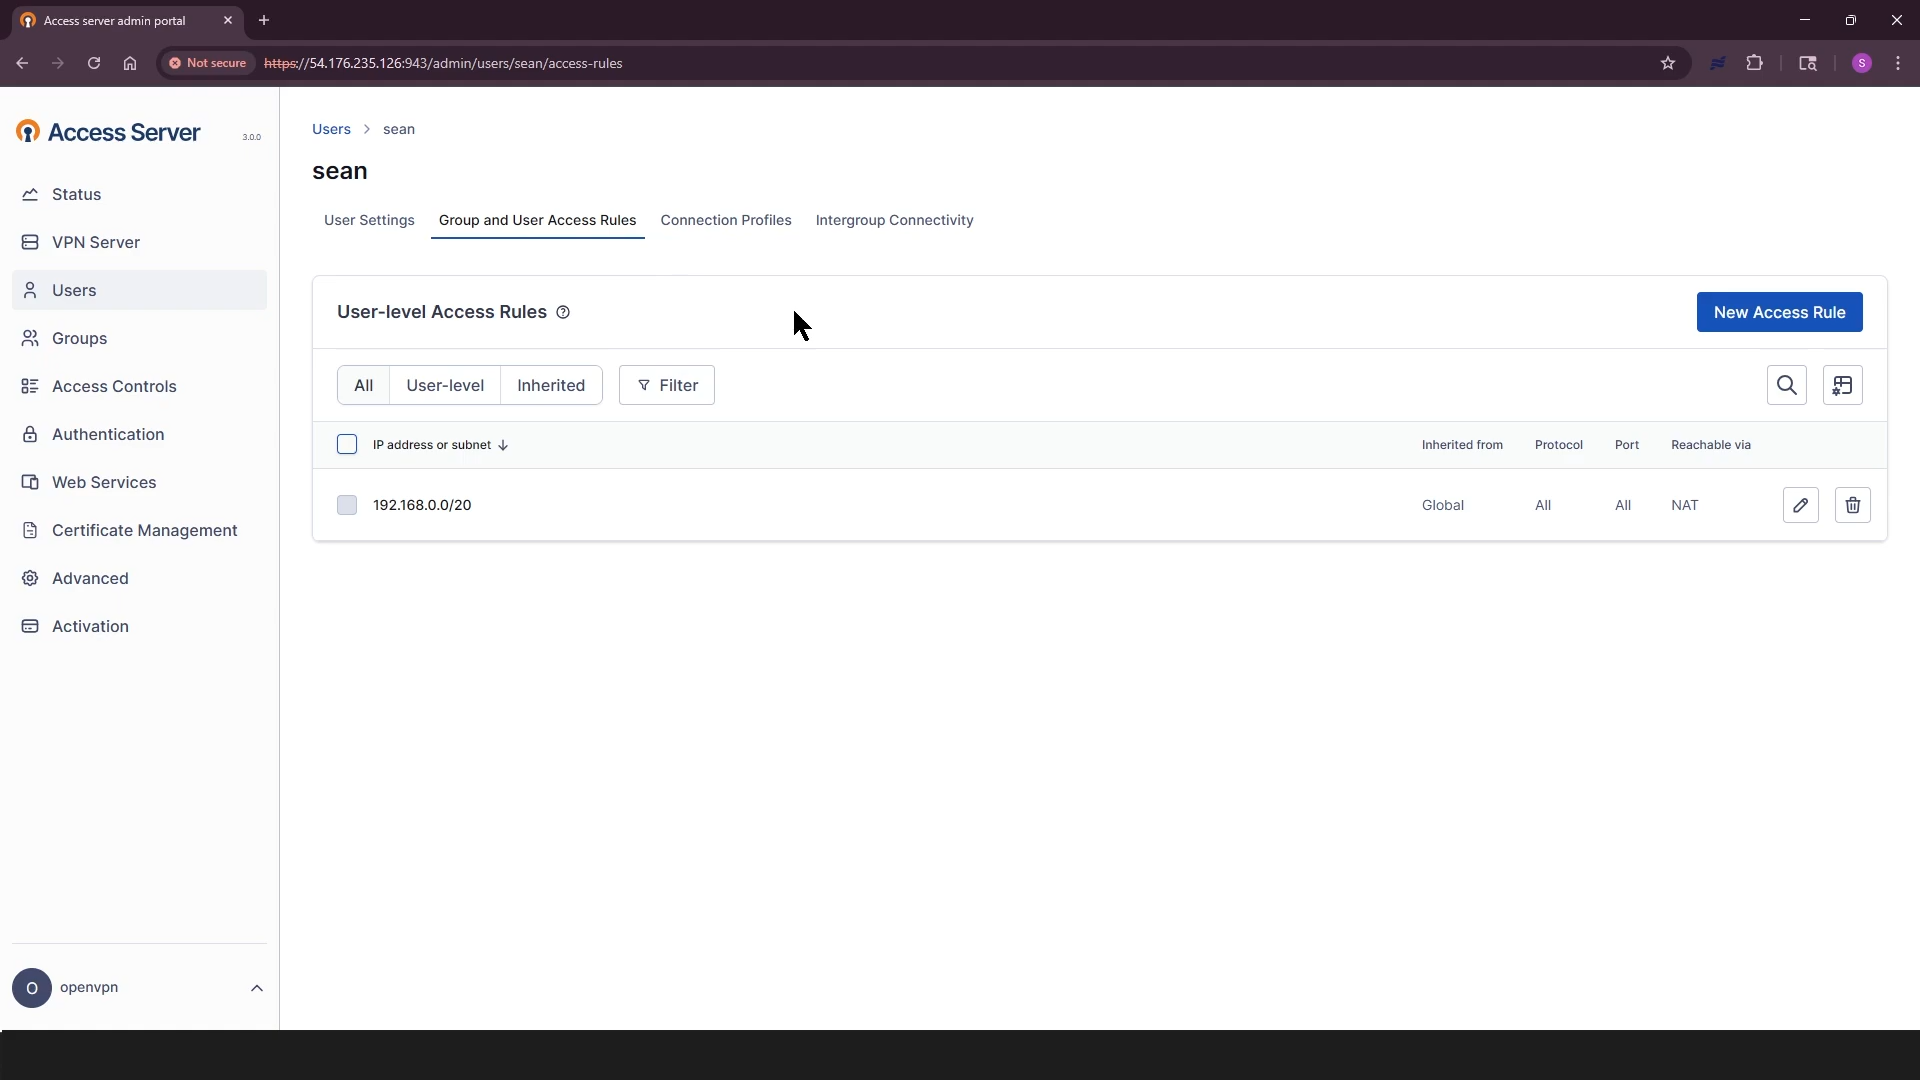 Access server admin portal
Not secure https://54.176.235.126:943/admin/users/sean/access-rules
S
Access Server 3.0.0
Status
VPN Server
Users
Groups
Access Controls
Authentication
Web Services
Certificate Management
Advanced
Activation
O openvpn
Users > sean
sean
User Settings Group and User Access Rules Connection Profiles Intergroup Connectivity
User-level Access Rules New Access Rule
All User-level Inherited Filter
IP address or subnet Inherited from Protocol Port Reachable via
192.168.0.0/20 Global All All NAT